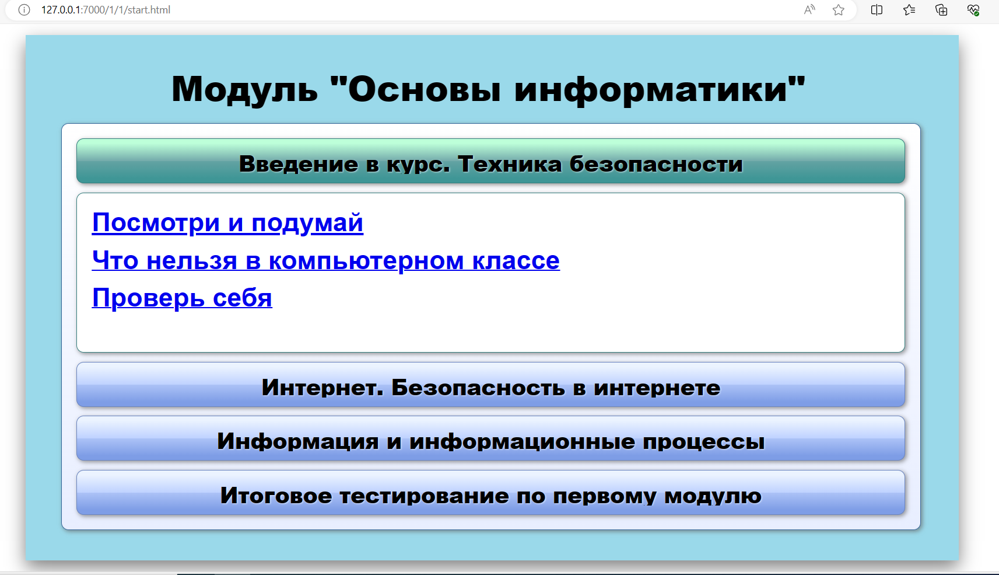 127.0.0.1:7000/1/1/start.html
Модуль "Основы информатики"
Введение в курс. Техника безопасности
Посмотри и подумай
Что нельзя в компьютерном классе
Проверь себя
Интернет. Безопасность в интернете
Информация и информационные процессы
Итоговое тестирование по первому модулю